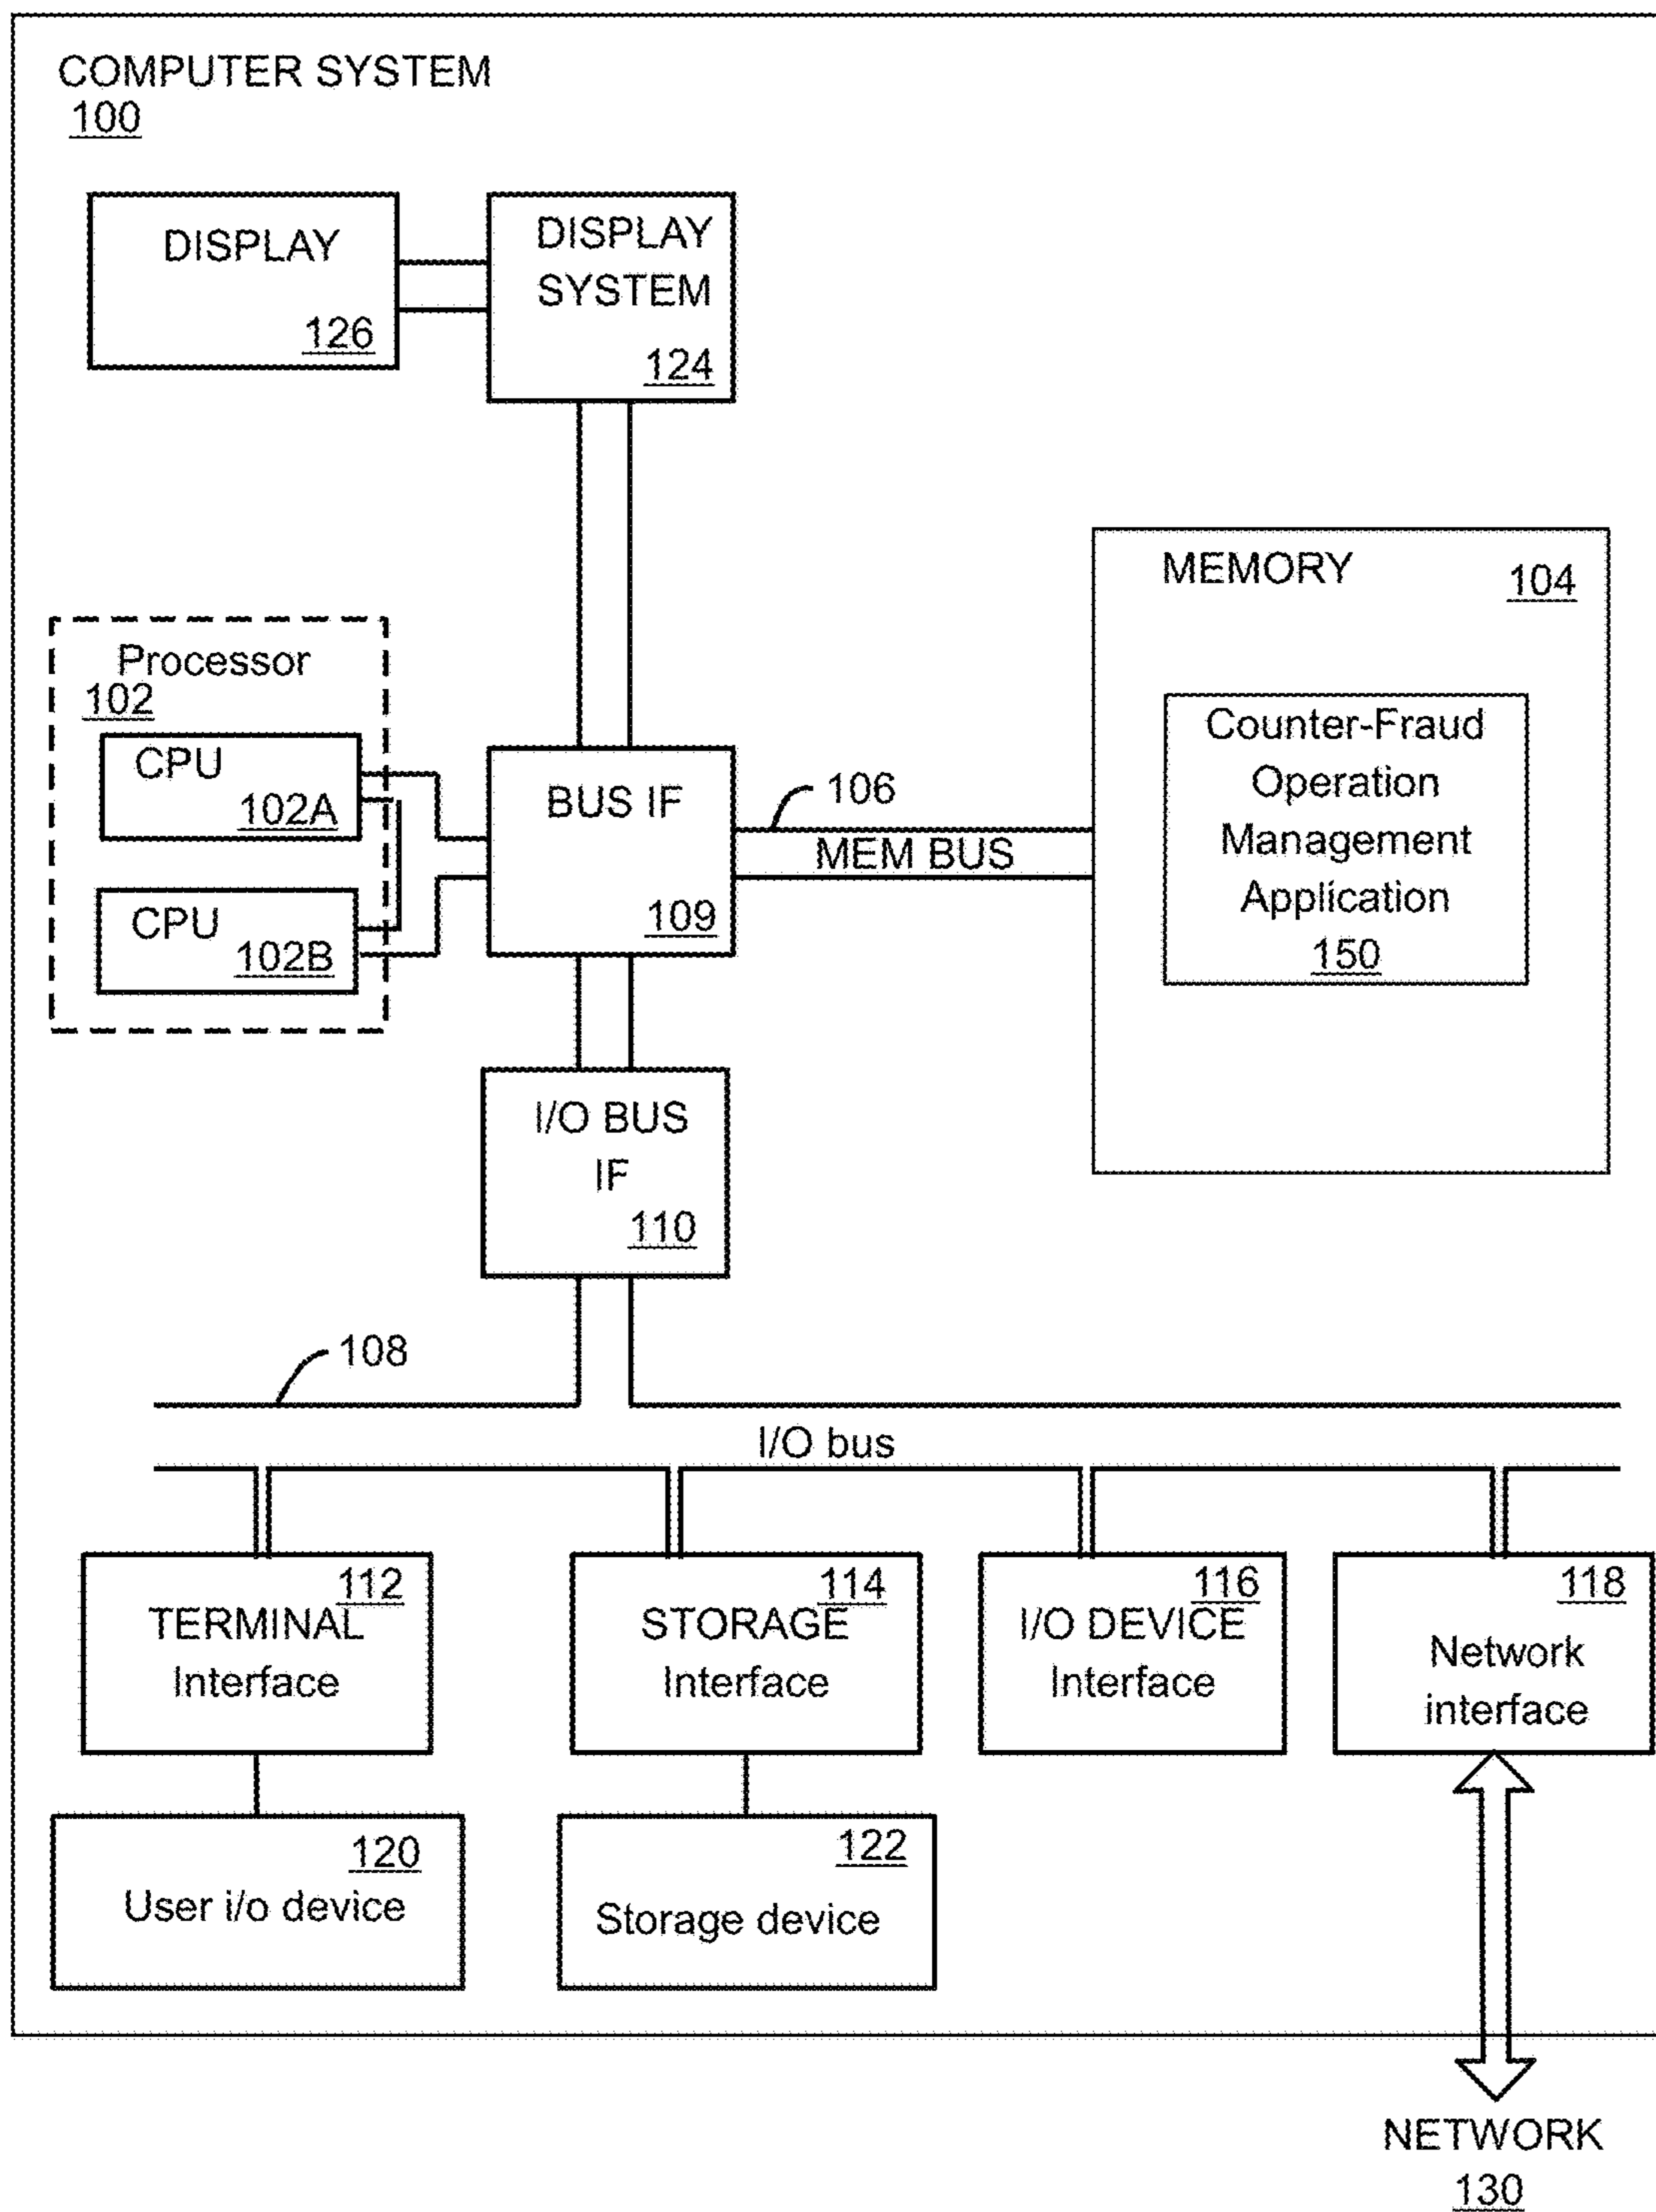 COMPUTER SYSTEM
100
DISPLAY
126
DISPLAY
SYSTEM
124
Processor
102
CPU
102A
CPU
102B
BUS IF
109
106
MEM BUS
MEMORY
104
Counter-Fraud
Operation
Management
Application
150
I/O BUS
IF
110
108
I/O bus
112
TERMINAL
Interface
114
STORAGE
Interface
116
I/O DEVICE
Interface
118
Network
interface
120
User i/o device
122
Storage device
NETWORK
130